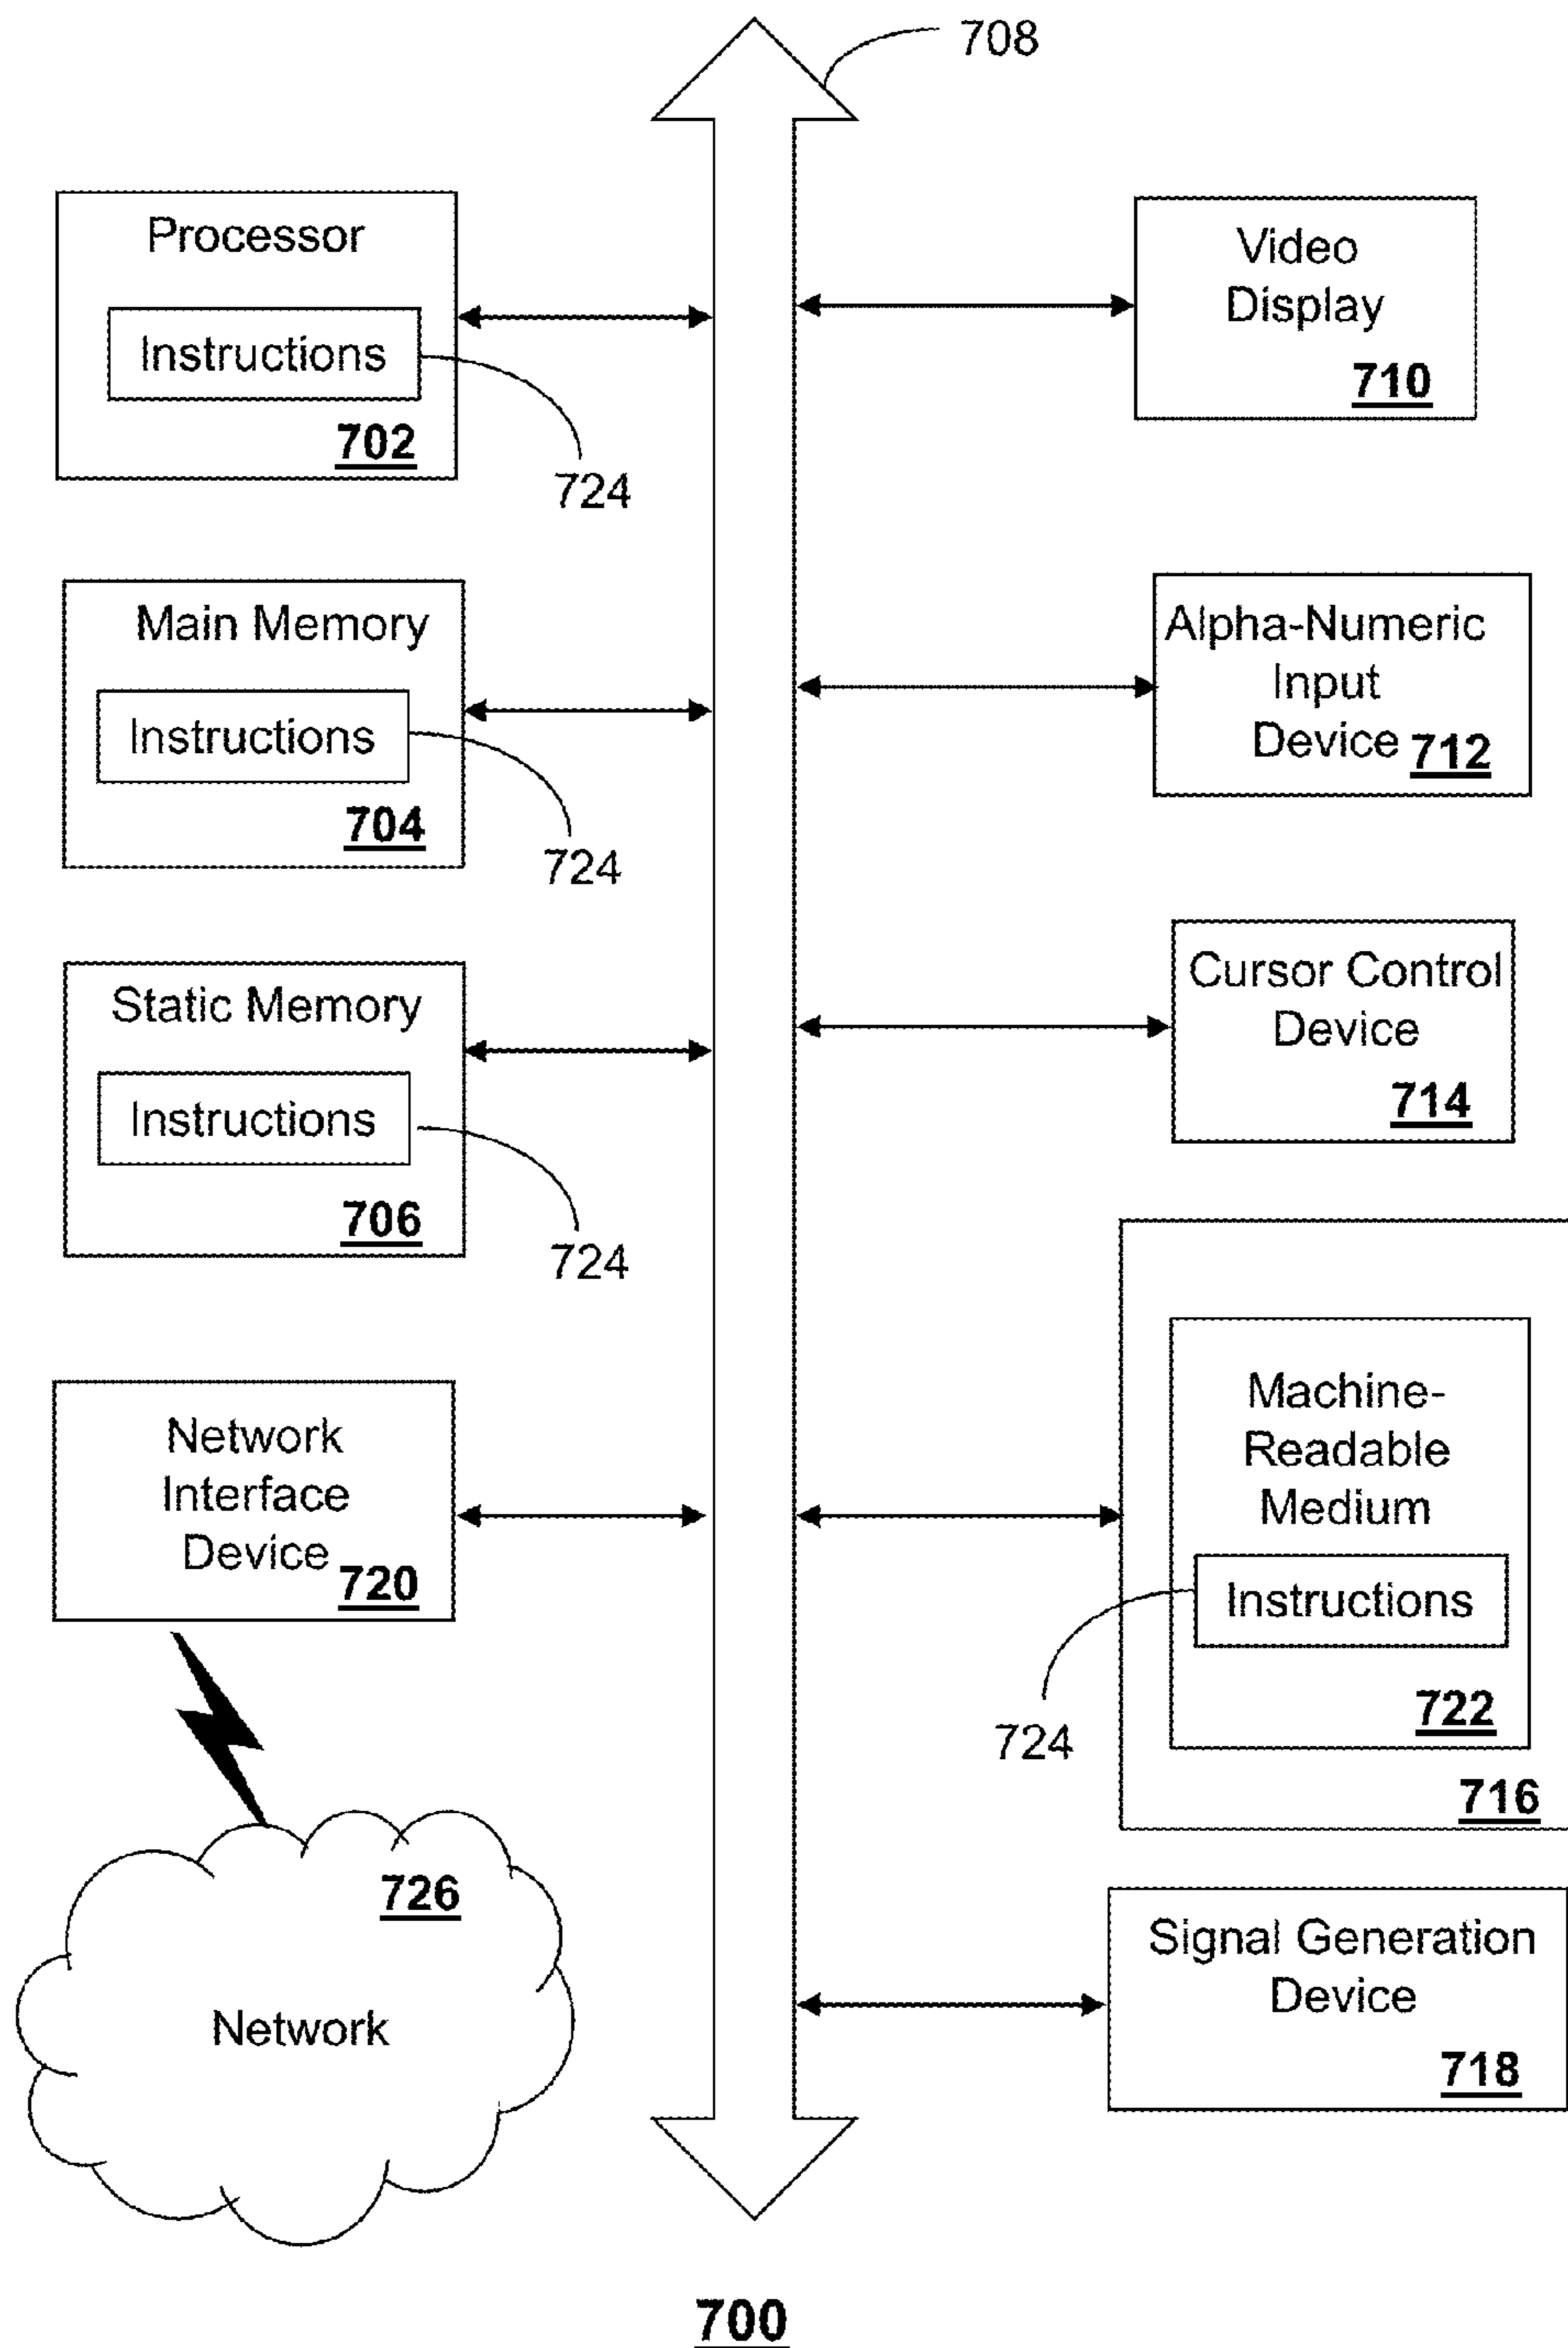 708
Processor
Instructions
702
724
Video
Display
710
Main Memory
Instructions
704
724
Alpha-Numeric
Input
Device 712
Static Memory
Instructions
706
724
Cursor Control
Device
714
Network
Interface
Device 720
Machine-
Readable
Medium
Instructions
722
724
716
726
Network
Signal Generation
Device
718
700